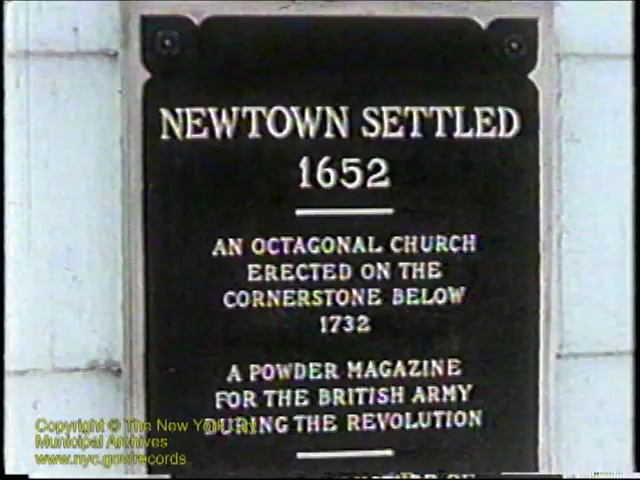 NEWTOWN SETTLED
1652
AN OCTAGONAL CHURCH
ERECTED ON THE
CORNERSTONE BELOW
1732
A POWDER MAGAZINE
FOR THE BRITISH ARMY
DURING THE REVOLUTION
Copyright © The New York City
Municipal Archives
www.nyc.gov/records